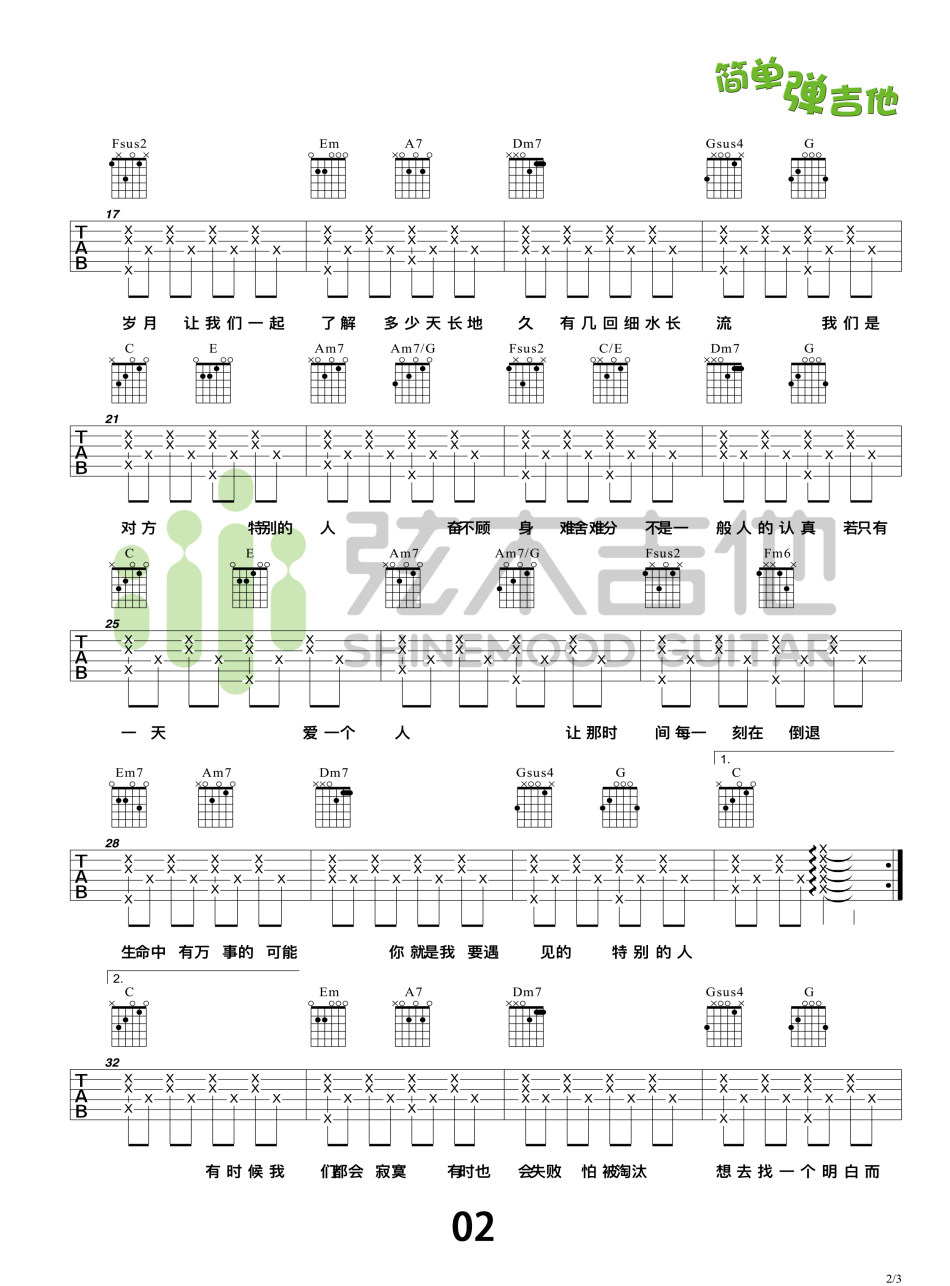 简单弹吉他
Fsus2 Em A7 Dm7 Gsus4 G
17
T
A
B
岁月 让我们一起 了解 多少天长地 久 有几回细水长 流 我们是
C E Am7 Am7/G Fsus2 C/E Dm7 G
21
T
A
B
对方 特别的 人 奋不顾 身 难舍难分 不是一 般人的认真 若只有
弦木吉他
SHINEMOOD GUITAR
C E Am7 Am7/G Fsus2 Fm6
25
T
A
B
一天 爱一个 人 让那时 间每一 刻在 倒退
1.
Em7 Am7 Dm7 Gsus4 G C
28
T
A
B
生命中 有万 事的 可能 你就是我 要遇 见的 特别的人
2.
C Em A7 Dm7 Gsus4 G
32
T
A
B
有时候我 们都会 寂寞 有时也 会失败 怕被淘汰 想去找一个明白而
02
2/3